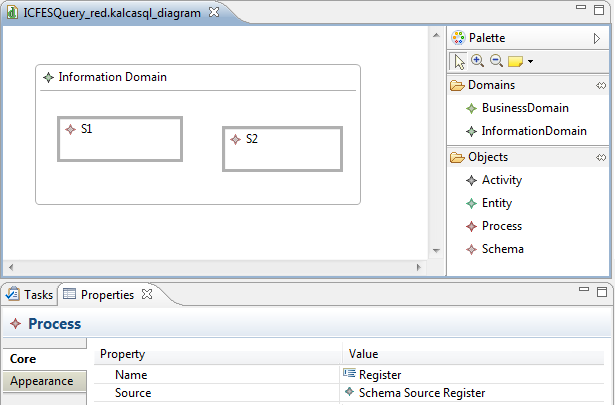 ICFESQuery_red.kalcasql_diagram
Information Domain
S1
S2
Palette
Domains
BusinessDomain
InformationDomain
Objects
Activity
Entity
Process
Schema
Tasks Properties
Process
Core
Appearance
Property Value
Name Register
Source Schema Source Register